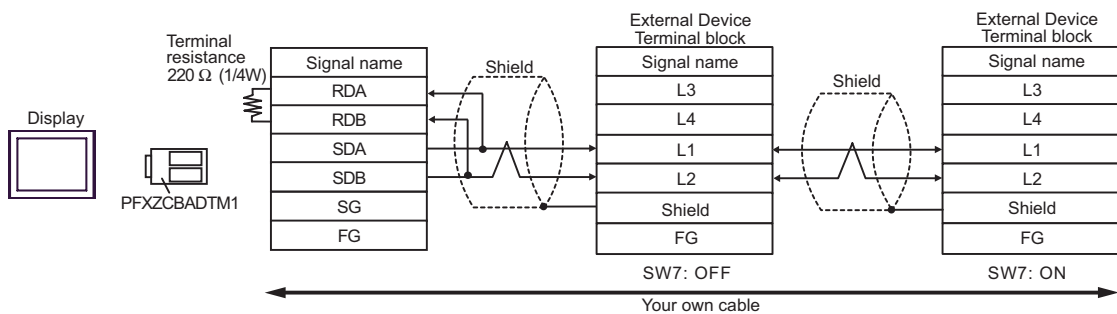 Display
PFXZCBADTM1
Terminal
resistance
220 Ω (1/4W)
Signal name
RDA
RDB
SDA
SDB
SG
FG
Shield
External Device
Terminal block
Signal name
L3
L4
L1
L2
Shield
FG
SW7: OFF
Shield
External Device
Terminal block
Signal name
L3
L4
L1
L2
Shield
FG
SW7: ON
Your own cable